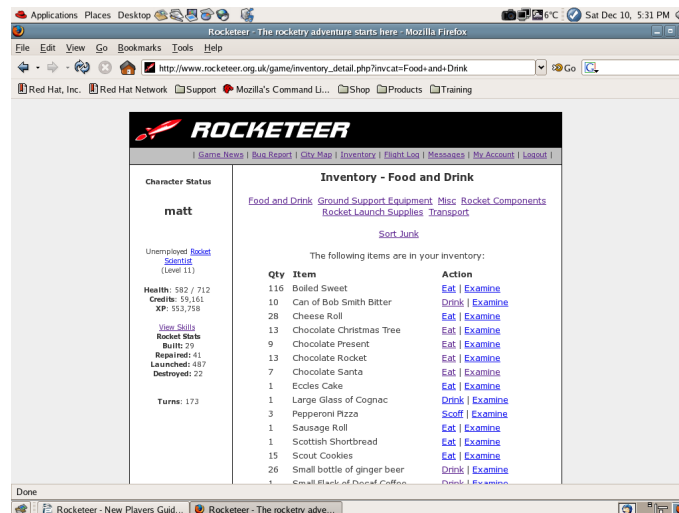 Applications Places Desktop 6°C Sat Dec 10, 5:31 PM
Rocketeer - The rocketry adventure starts here - Mozilla Firefox
File Edit View Go Bookmarks Tools Help
http://www.rocketeer.org.uk/game/inventory_detail.php?invcat=Food+and+Drink Go
Red Hat, Inc. Red Hat Network Support Mozilla's Command Li... Shop Products Training
ROCKETEER
| Game News | Bug Report | City Map | Inventory | Flight Log | Messages | My Account | Logout |
Character Status
matt
Unemployed Rocket
Scientist
(Level 11)
Health: 582 / 712
Credits: 59,161
XP: 553,758
View Skills
Rocket Stats
Built: 29
Repaired: 41
Launched: 487
Destroyed: 22
Turns: 173
Inventory - Food and Drink
Food and Drink Ground Support Equipment Misc Rocket Components
Rocket Launch Supplies Transport
Sort Junk
The following items are in your inventory:
Qty Item Action
116 Boiled Sweet Eat | Examine
10 Can of Bob Smith Bitter Drink | Examine
28 Cheese Roll Eat | Examine
13 Chocolate Christmas Tree Eat | Examine
9 Chocolate Present Eat | Examine
13 Chocolate Rocket Eat | Examine
7 Chocolate Santa Eat | Examine
1 Eccles Cake Eat | Examine
1 Large Glass of Cognac Drink | Examine
3 Pepperoni Pizza Scoff | Examine
1 Sausage Roll Eat | Examine
1 Scottish Shortbread Eat | Examine
15 Scout Cookies Eat | Examine
26 Small bottle of ginger beer Drink | Examine
1 Small Flask of Decaf Coffee Drink | Examine
Done
Rocketeer - New Players Guid... Rocketeer - The rocketry adve...